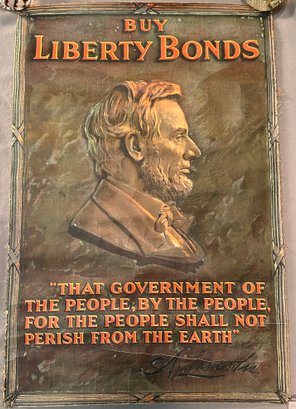 BUY
LIBERTY BONDS
"THAT GOVERNMENT OF
THE PEOPLE, BY THE PEOPLE,
FOR THE PEOPLE SHALL NOT
PERISH FROM THE EARTH"
A. Lincoln